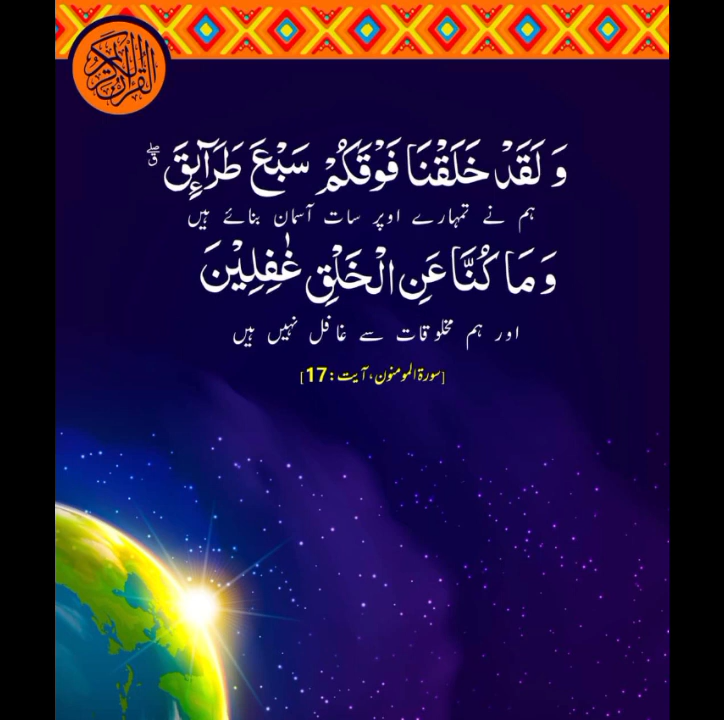 القرآن الكريم
وَ لَقَدْ خَلَقْنَا فَوْقَكُمْ سَبْعَ طَرَآىِٕقَ ۖۗ
ہم نے تمہارے اوپر سات آسمان بنائے ہیں
وَ مَا كُنَّا عَنِ الْخَلْقِ غٰفِلِیْنَ
اور ہم مخلوقات سے غافل نہیں ہیں
[سورۃ المومنون، آیت : 17]